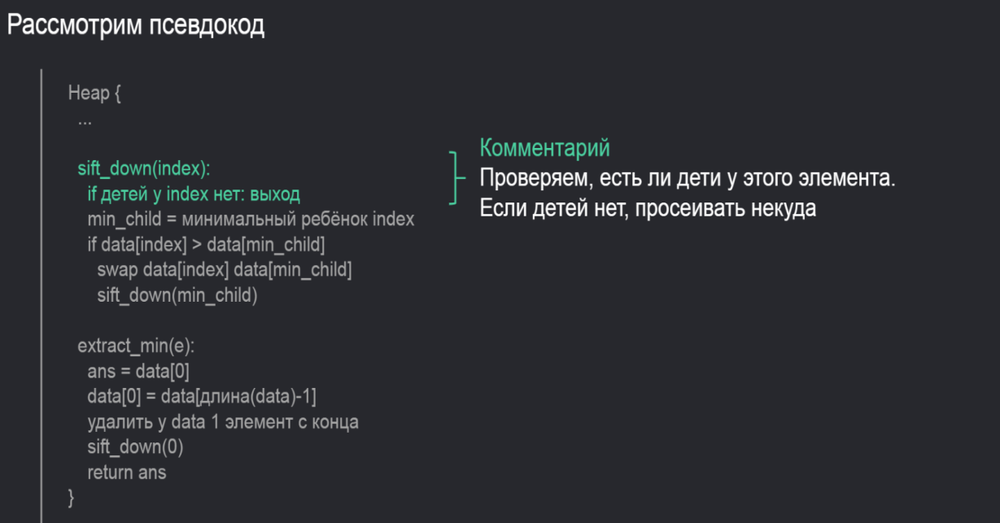 Рассмотрим псевдокод
Heap {
...
sift_down(index):
if детей у index нет: выход
min_child = минимальный ребёнок index
if data[index] > data[min_child]
swap data[index] data[min_child]
sift_down(min_child)
extract_min(e):
ans = data[0]
data[0] = data[длина(data)-1]
удалить у data 1 элемент с конца
sift_down(0)
return ans
}
Комментарий
Проверяем, есть ли дети у этого элемента.
Если детей нет, просеивать некуда